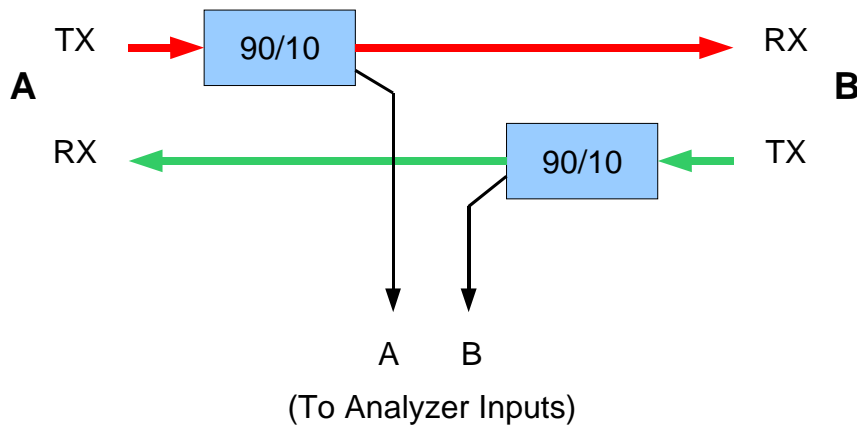 TX 90/10 RX
A B
RX 90/10 TX
A B
(To Analyzer Inputs)